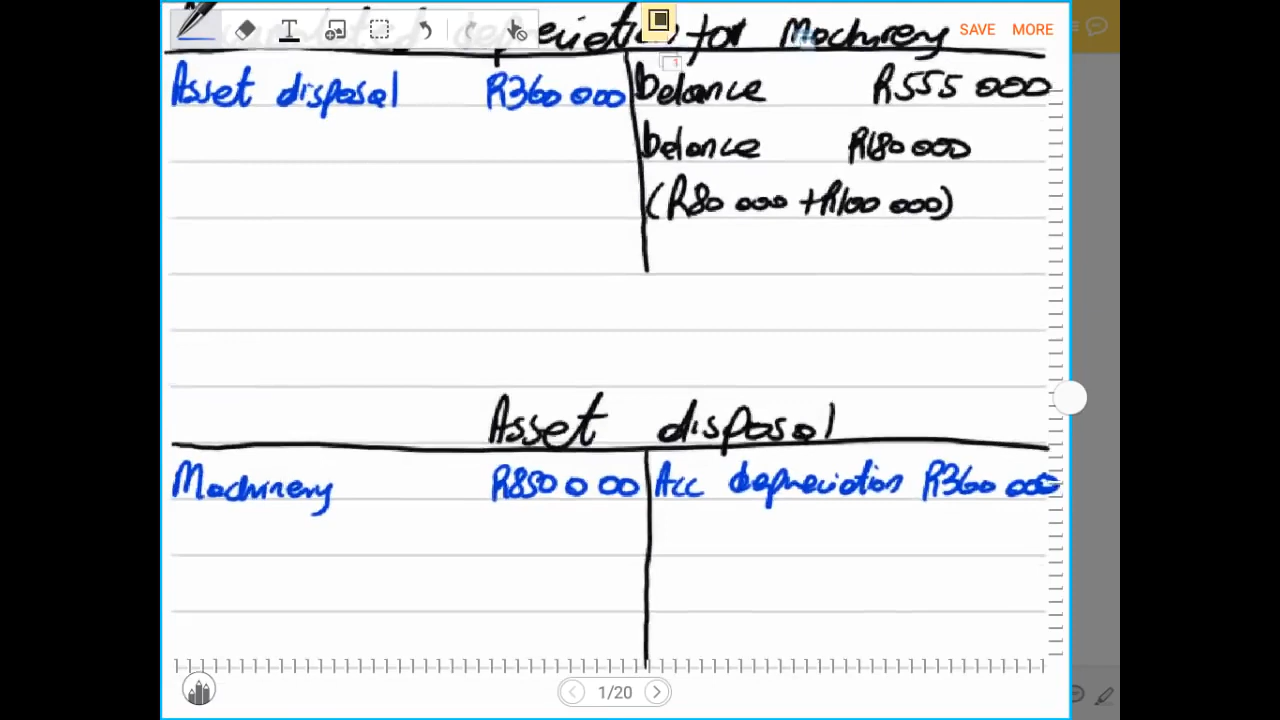 T SAVE MORE
depreciation for Machinery
Asset disposal R360 000 balance R555 000
balance R180 000
(R80 000 + R100 000)
Asset disposal
Machinery R850 000 Acc depreciation R360 000
1/20